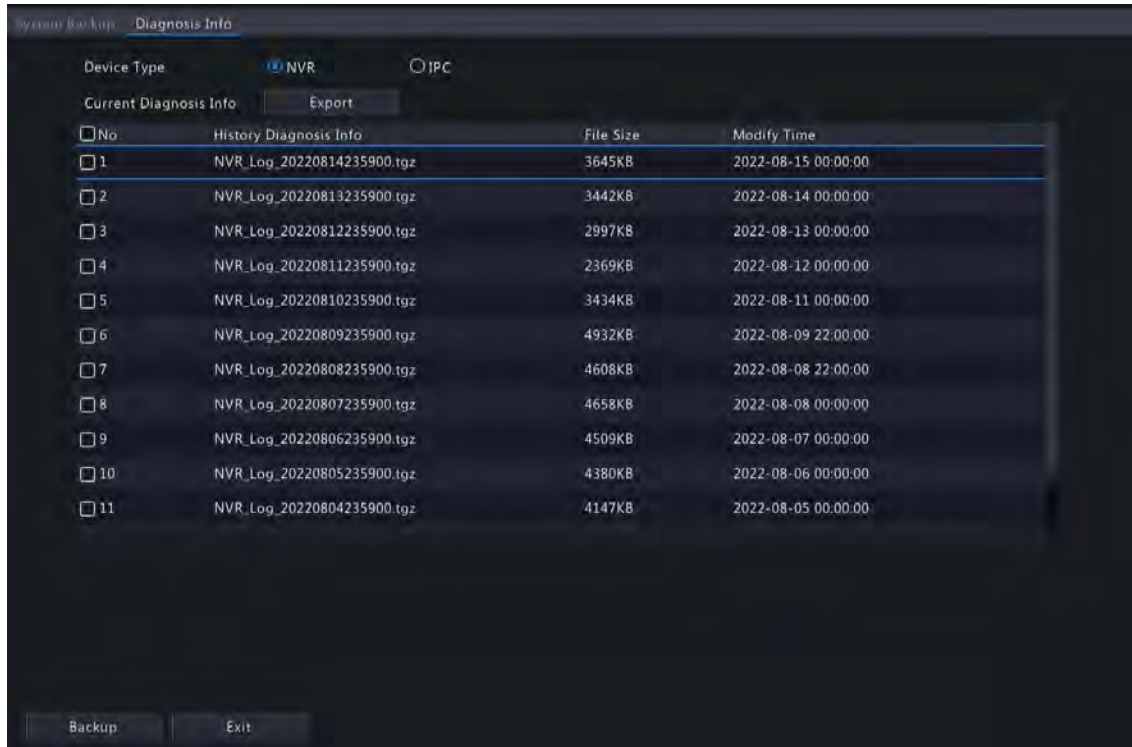 System Backup Diagnosis Info
Device Type NVR IPC
Current Diagnosis Info Export
No History Diagnosis Info File Size Modify Time
1 NVR_Log_20220814235900.tgz 3645KB 2022-08-15 00:00:00
2 NVR_Log_20220813235900.tgz 3442KB 2022-08-14 00:00:00
3 NVR_Log_20220812235900.tgz 2997KB 2022-08-13 00:00:00
4 NVR_Log_20220811235900.tgz 2369KB 2022-08-12 00:00:00
5 NVR_Log_20220810235900.tgz 3434KB 2022-08-11 00:00:00
6 NVR_Log_20220809235900.tgz 4932KB 2022-08-09 22:00:00
7 NVR_Log_20220808235900.tgz 4608KB 2022-08-08 22:00:00
8 NVR_Log_20220807235900.tgz 4658KB 2022-08-08 00:00:00
9 NVR_Log_20220806235900.tgz 4509KB 2022-08-07 00:00:00
10 NVR_Log_20220805235900.tgz 4380KB 2022-08-06 00:00:00
11 NVR_Log_20220804235900.tgz 4147KB 2022-08-05 00:00:00
Backup Exit